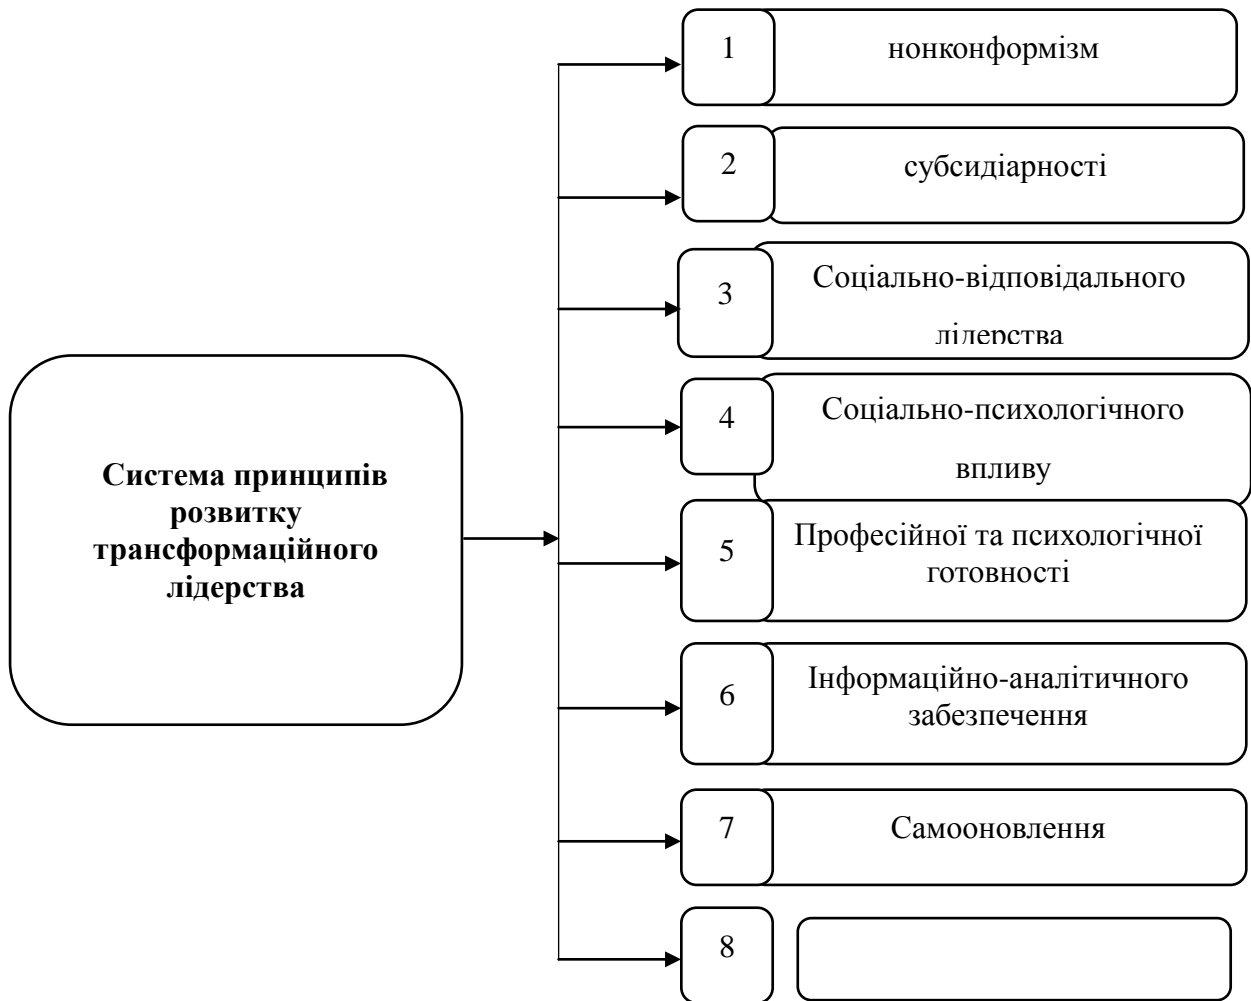 1
нонконформізм
2
субсидіарності
3
Соціально-відповідального
лідерства
4
Соціально-психологічного
впливу
Система принципів
розвитку
трансформаційного
лідерства
5
Професійної та психологічної
готовності
6
Інформаційно-аналітичного
забезпечення
7
Самооновлення
8